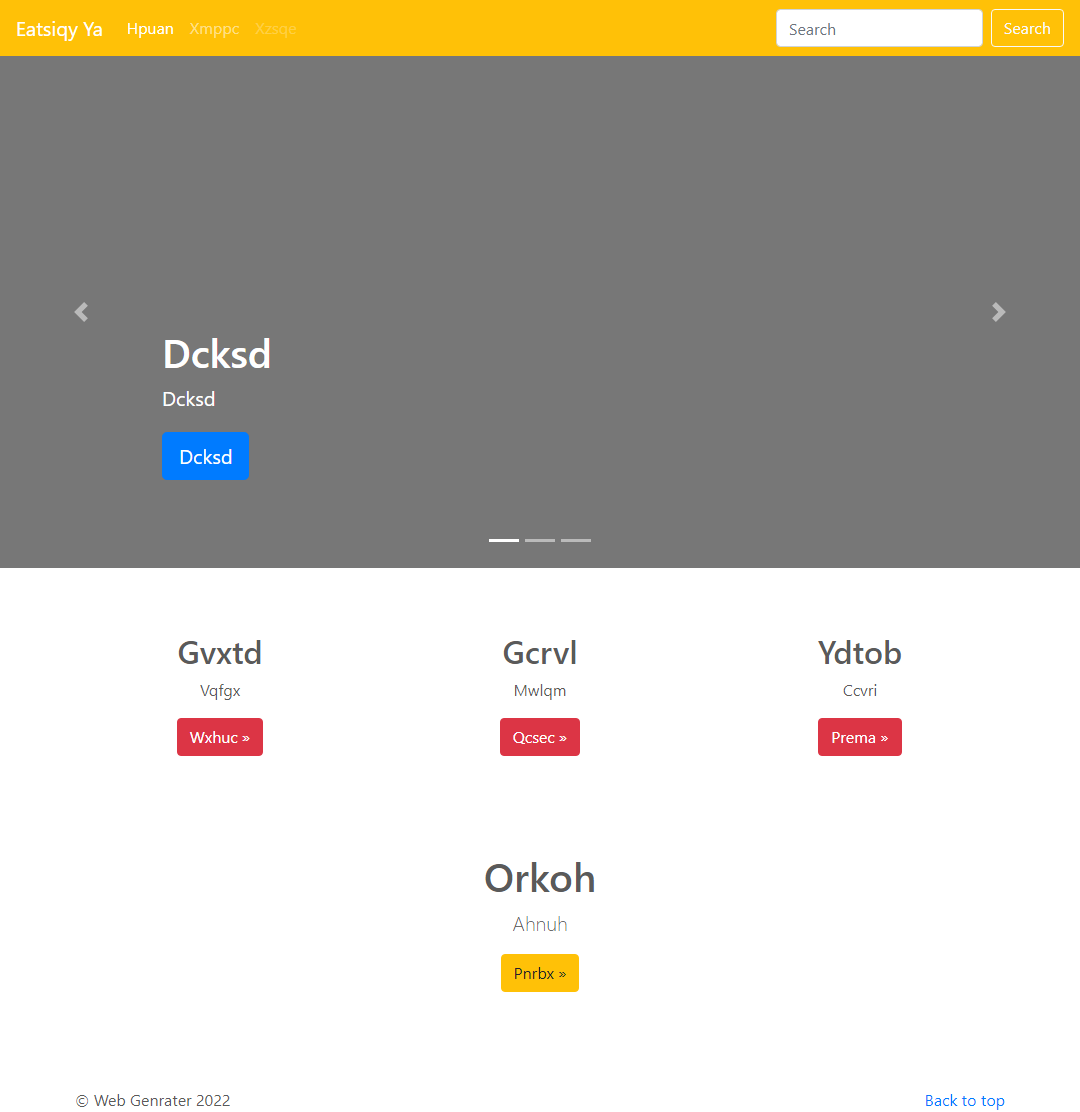 Eatsiqy Ya Hpuan Xmppc Xzsqe Search Search
Dcksd
Dcksd
Dcksd
Gvxtd Gcrvl Ydtob
Vqfgx Mwlqm Ccvri
Wxhuc » Qcsec » Prema »
Orkoh
Ahnuh
Pnrbx »
© Web Genrater 2022 Back to top